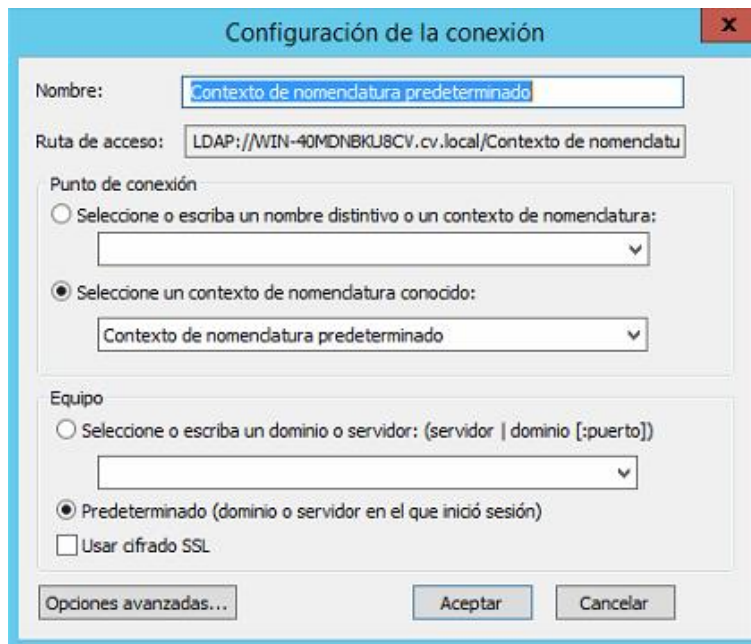 Configuración de la conexión
x
Nombre: Contexto de nomenclatura predeterminado
Ruta de acceso: LDAP://WIN-40MDNBKU8CV.cv.local/Contexto de nomenclatu
Punto de conexión
Seleccione o escriba un nombre distintivo o un contexto de nomenclatura:
Seleccione un contexto de nomenclatura conocido:
Contexto de nomenclatura predeterminado
Equipo
Seleccione o escriba un dominio o servidor: (servidor | dominio [:puerto])
Predeterminado (dominio o servidor en el que inició sesión)
Usar cifrado SSL
Opciones avanzadas... Aceptar Cancelar